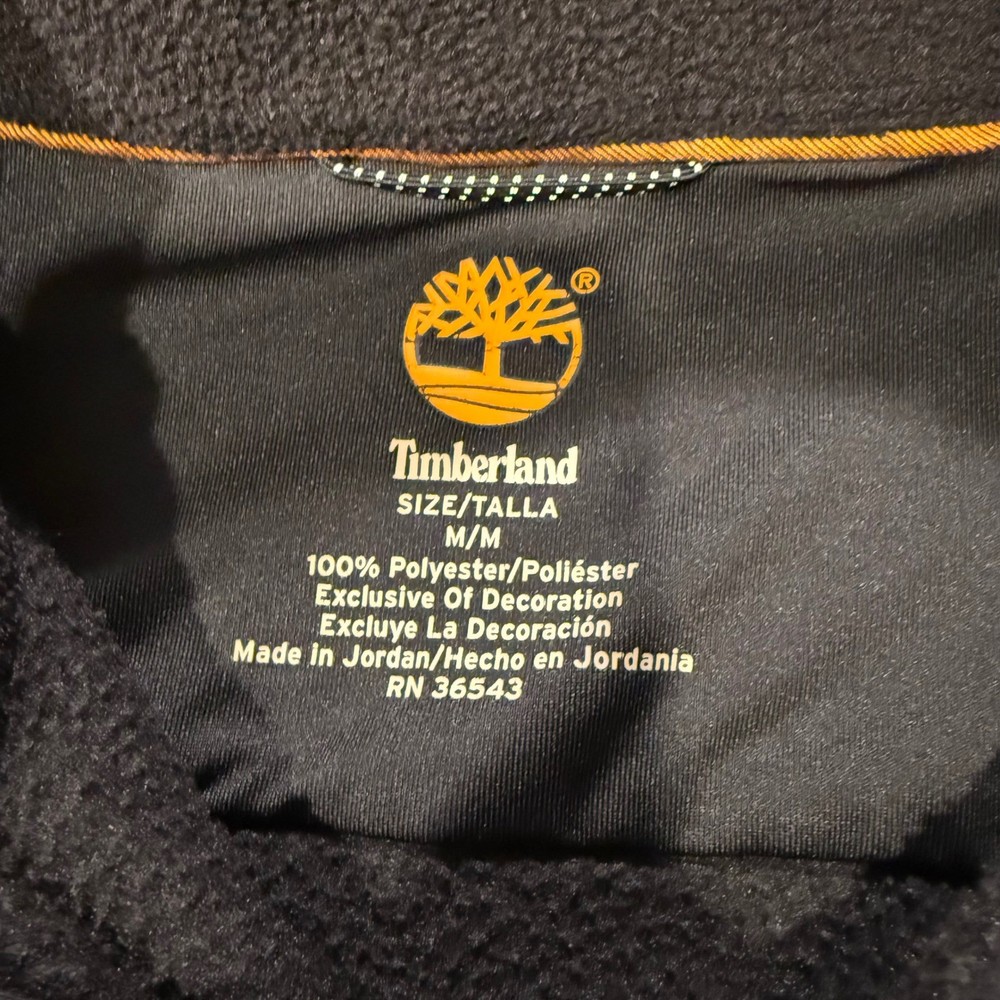 ®
Timberland
SIZE/TALLA
M/M
100% Polyester/Poliéster
Exclusive Of Decoration
Excluye La Decoración
Made in Jordan/Hecho en Jordania
RN 36543